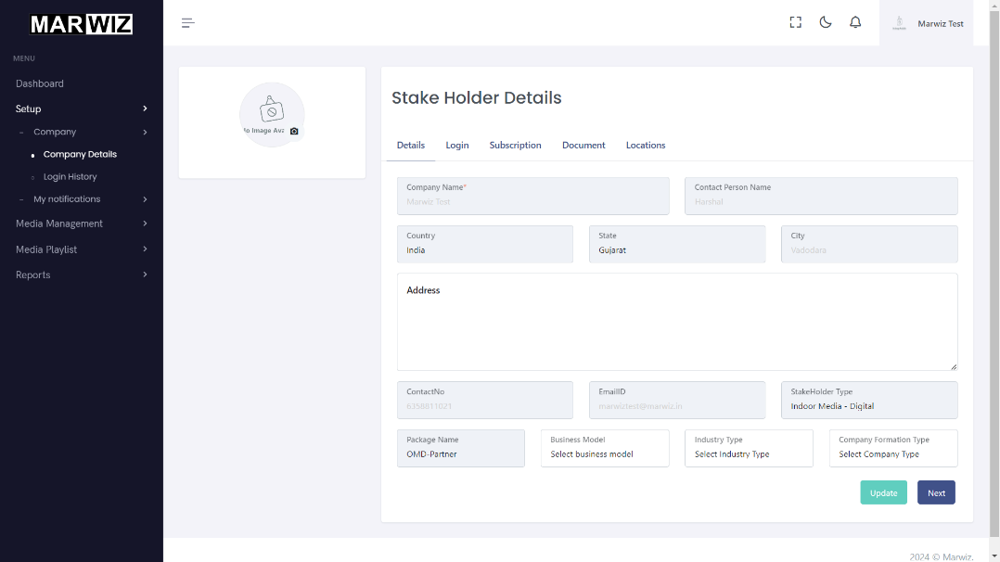 MARWIZ
Marwiz Test
MENU
Dashboard
Setup
Company
Company Details
Login History
My notifications
Media Management
Media Playlist
Reports
Stake Holder Details
Details Login Subscription Document Locations
Company Name*
Marwiz Test
Contact Person Name
Harshal
Country
India
State
Gujarat
City
Vadodara
Address
ContactNo
6358811021
EmailID
marwiztest@marwiz.in
StakeHolder Type
Indoor Media - Digital
Package Name
OMD-Partner
Business Model
Select business model
Industry Type
Select Industry Type
Company Formation Type
Select Company Type
Update Next
2024 © Marwiz.
Image